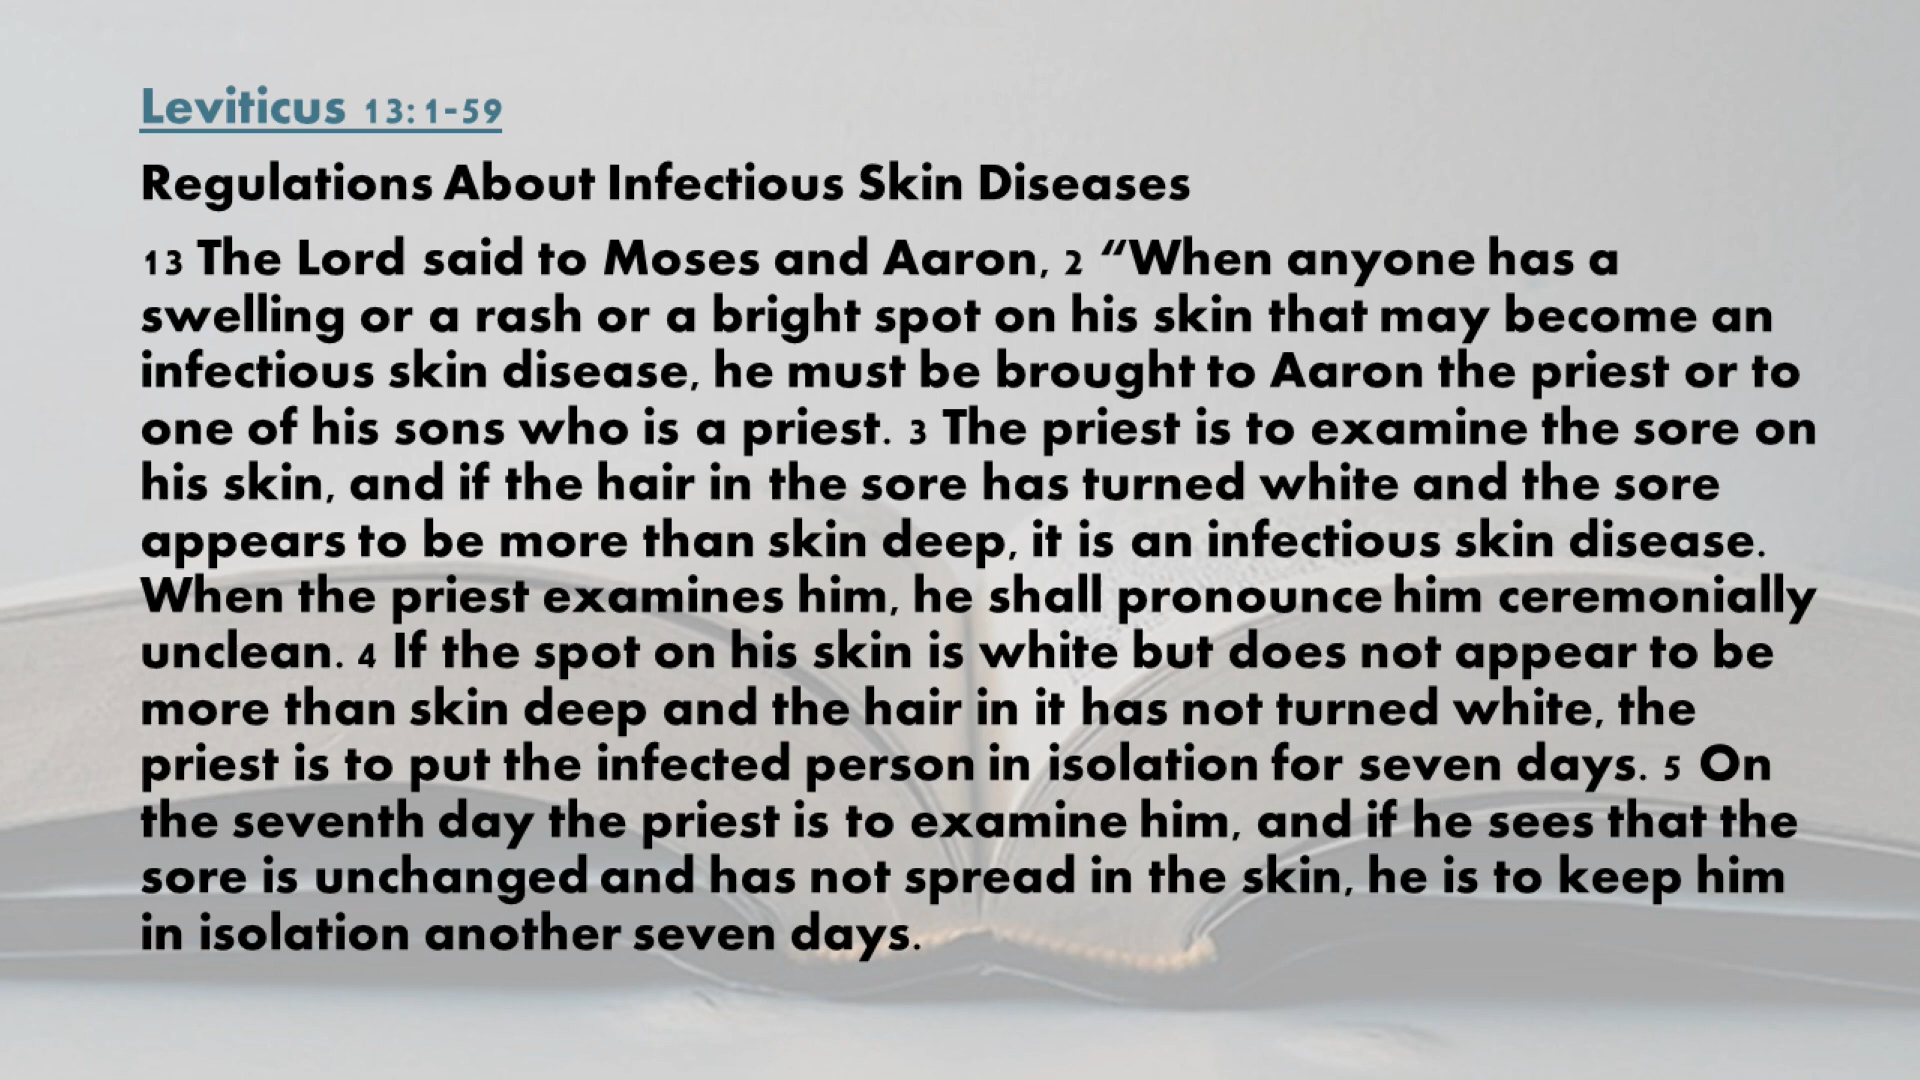 Leviticus 13:1-59
Regulations About Infectious Skin Diseases
13 The Lord said to Moses and Aaron, 2 “When anyone has a
swelling or a rash or a bright spot on his skin that may become an
infectious skin disease, he must be brought to Aaron the priest or to
one of his sons who is a priest. 3 The priest is to examine the sore on
his skin, and if the hair in the sore has turned white and the sore
appears to be more than skin deep, it is an infectious skin disease.
When the priest examines him, he shall pronounce him ceremonially
unclean. 4 If the spot on his skin is white but does not appear to be
more than skin deep and the hair in it has not turned white, the
priest is to put the infected person in isolation for seven days. 5 On
the seventh day the priest is to examine him, and if he sees that the
sore is unchanged and has not spread in the skin, he is to keep him
in isolation another seven days.